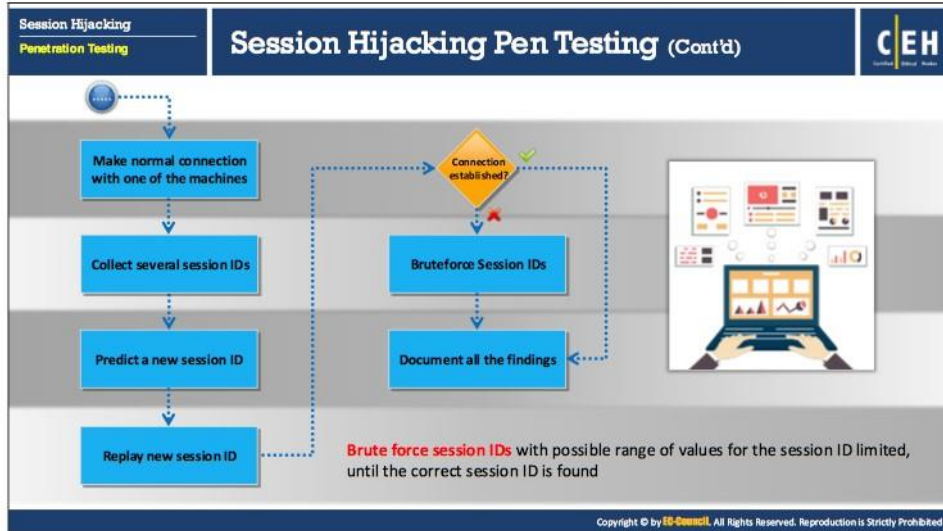 Session Hijacking
Penetration Testing
Session Hijacking Pen Testing (Cont'd)
CEH
Certified Ethical Hacker
Make normal connection
with one of the machines
Collect several session IDs
Predict a new session ID
Replay new session ID
Connection
established?
Bruteforce Session IDs
Document all the findings
Brute force session IDs with possible range of values for the session ID limited,
until the correct session ID is found
Copyright © by EC-Council. All Rights Reserved. Reproduction is Strictly Prohibited